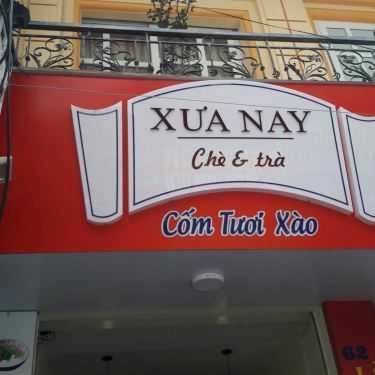 XƯA NAY
Chè & trà
Cốm Tươi Xào
62